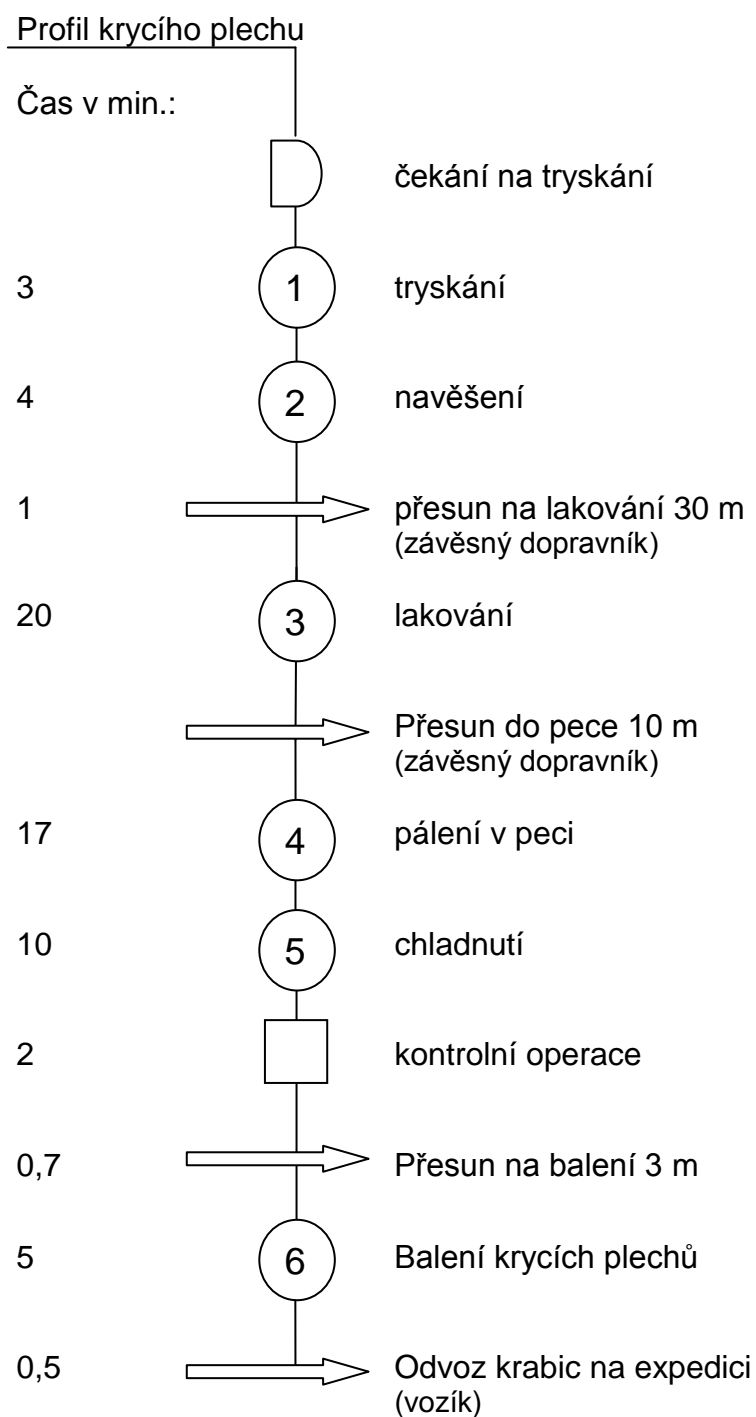 Profil krycího plechu
Čas v min.:
čekání na tryskání
3 1 tryskání
4 2 navěšení
1 přesun na lakování 30 m
(závěsný dopravník)
20 3 lakování
Přesun do pece 10 m
(závěsný dopravník)
17 4 pálení v peci
10 5 chladnutí
2 kontrolní operace
0,7 Přesun na balení 3 m
5 6 Balení krycích plechů
0,5 Odvoz krabic na expedici
(vozík)